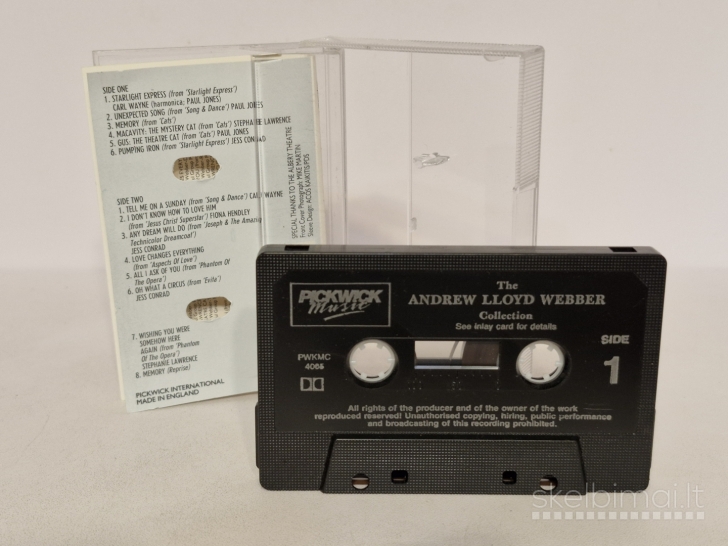 SIDE ONE
1. STARLIGHT EXPRESS (from 'Starlight Express')
CARL WAYNE (harmonica; PAUL JONES)
2. UNEXPECTED SONG (from 'Song & Dance') PAUL JONES
3. MEMORY (from 'Cats')
4. MACAVITY: THE MYSTERY CAT (from 'Cats') STEPHANIE LAWRENCE
5. GUS: THE THEATRE CAT (from 'Cats') PAUL JONES
6. PUMPING IRON (from 'Starlight Express') JESS CONRAD
SIDE TWO
1. TELL ME ON A SUNDAY (from 'Song & Dance') CARL WAYNE
2. I DON'T KNOW HOW TO LOVE HIM
(from 'Jesus Christ Superstar') FIONA HENDLEY
3. ANY DREAM WILL DO (from 'Joseph & The Amazing
Technicolor Dreamcoat')
JESS CONRAD
4. LOVE CHANGES EVERYTHING
(from 'Aspects Of Love')
5. ALL I ASK OF YOU (from 'Phantom Of
The Opera')
6. OH WHAT A CIRCUS (from 'Evita')
JESS CONRAD
7. WISHING YOU WERE
SOMEHOW HERE
AGAIN (from 'Phantom
Of The Opera')
STEPHANIE LAWRENCE
8. MEMORY (Reprise)
PICKWICK INTERNATIONAL
MADE IN ENGLAND
SPECIAL THANKS TO THE ALBERY THEATRE
Front Cover Photograph: MIKE MARTIN
Sleeve Design:
PICKWICK
Music
The
ANDREW LLOYD WEBBER
Collection
See inlay card for details
PWKMC
4068
SIDE
1
All rights of the producer and of the owner of the work
reproduced reserved! Unauthorised copying, hiring, public performance
and broadcasting of this recording prohibited.
skelbimai.lt